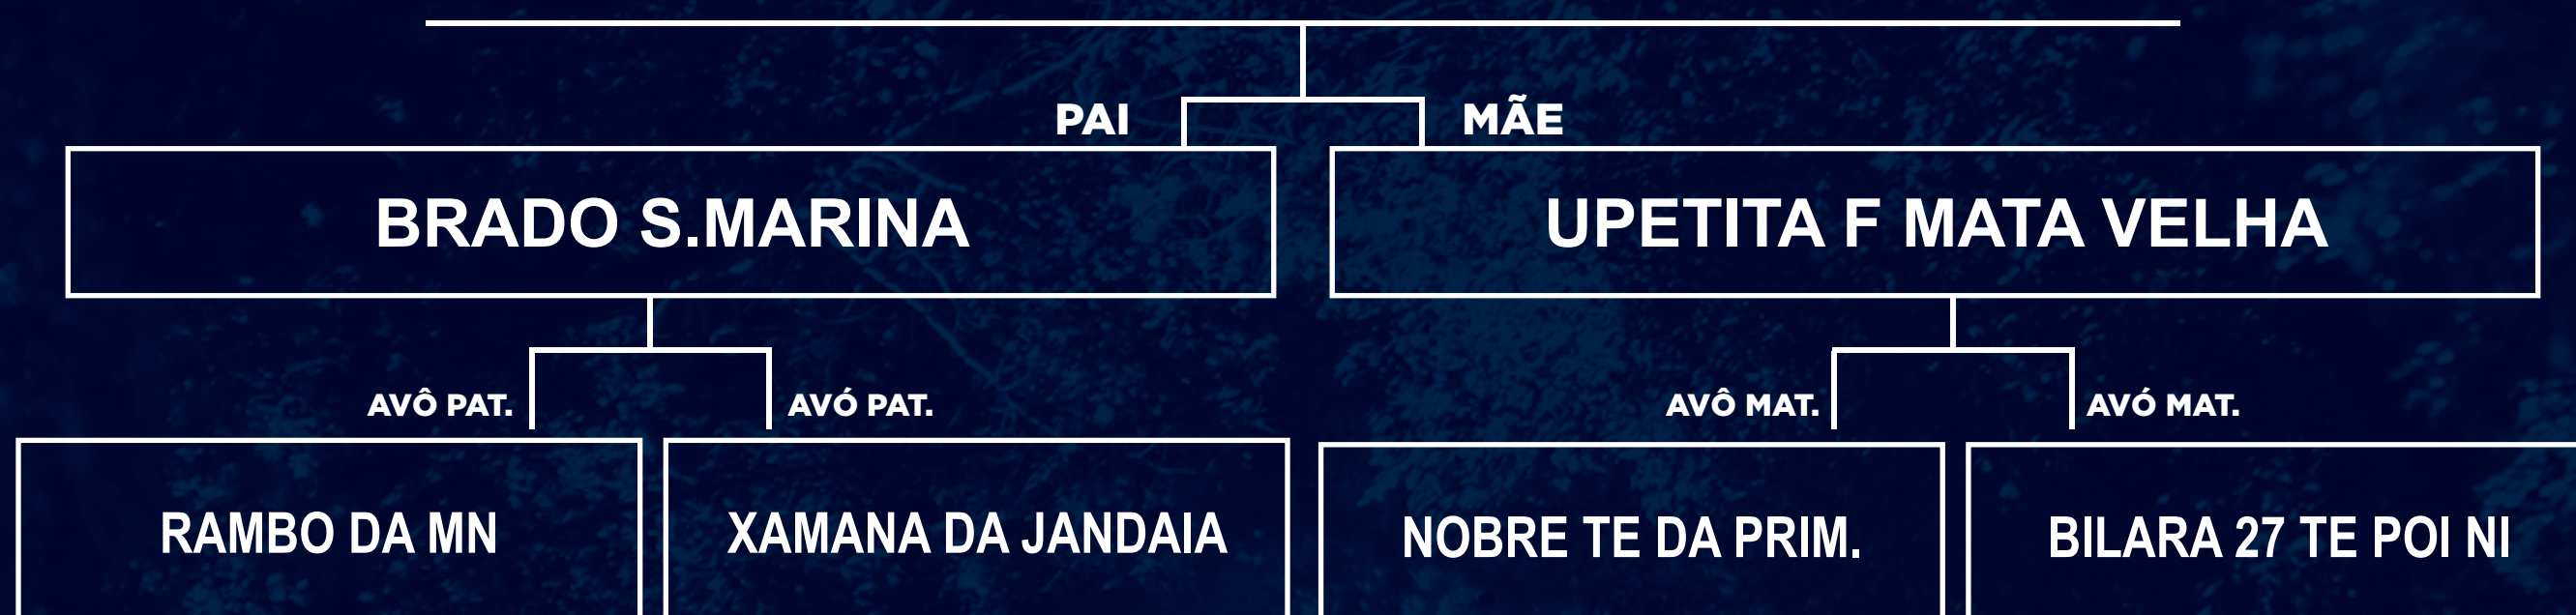 PAI
MÃE
BRADO S.MARINA
UPETITA F MATA VELHA
AVÔ PAT.
AVÓ PAT.
AVÔ MAT.
AVÓ MAT.
RAMBO DA MN
XAMANA DA JANDAIA
NOBRE TE DA PRIM.
BILARA 27 TE POI NI